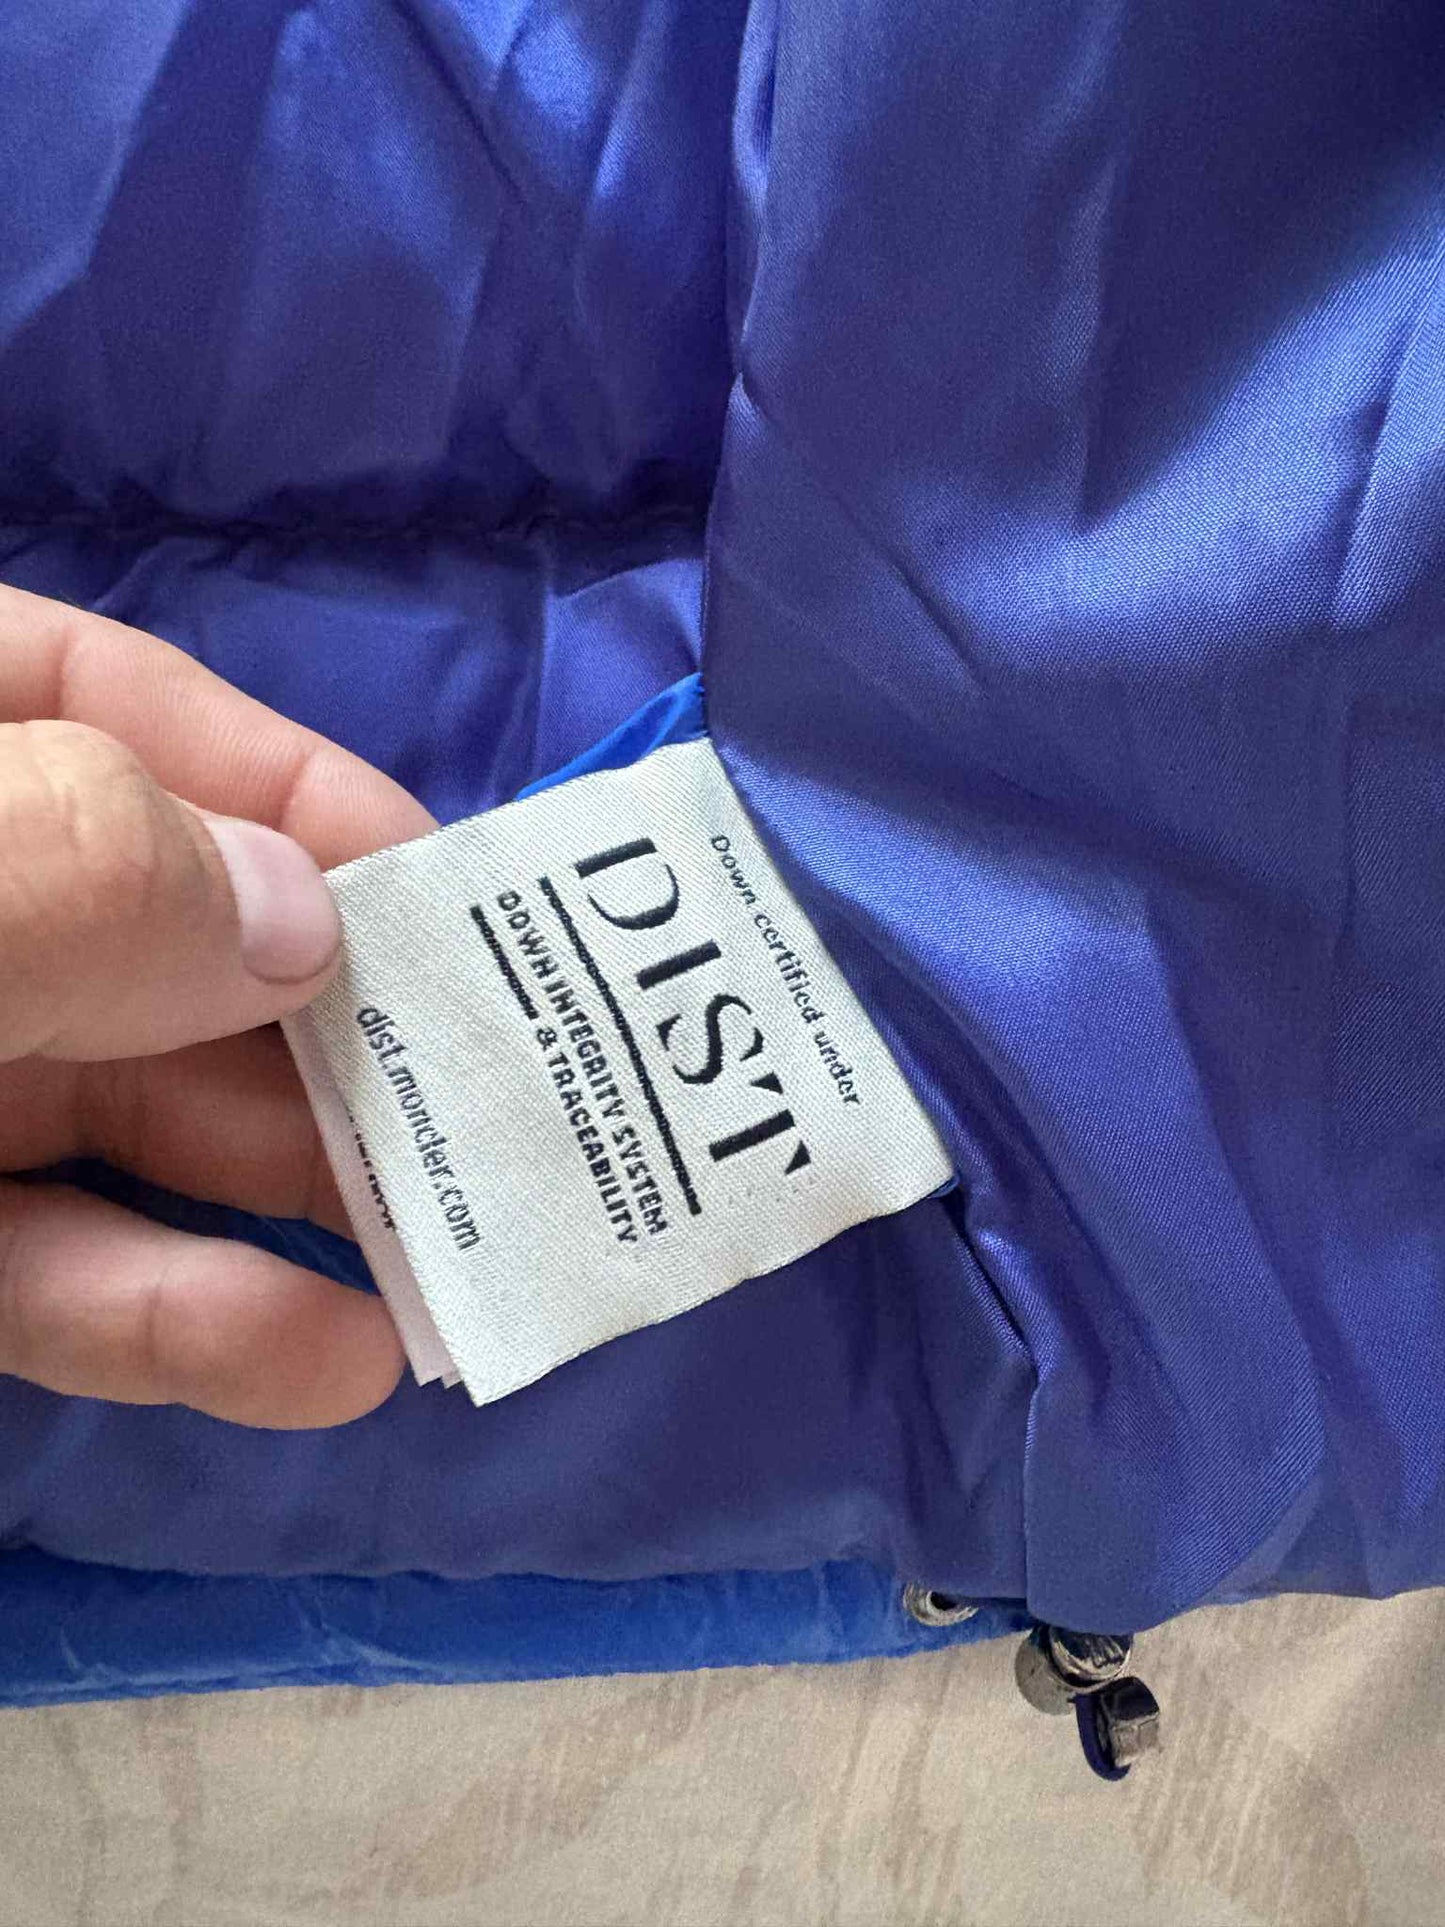 Down certified under
DIST
DOWN INTEGRITY SYSTEM
& TRACEABILITY
dist.moncler.com